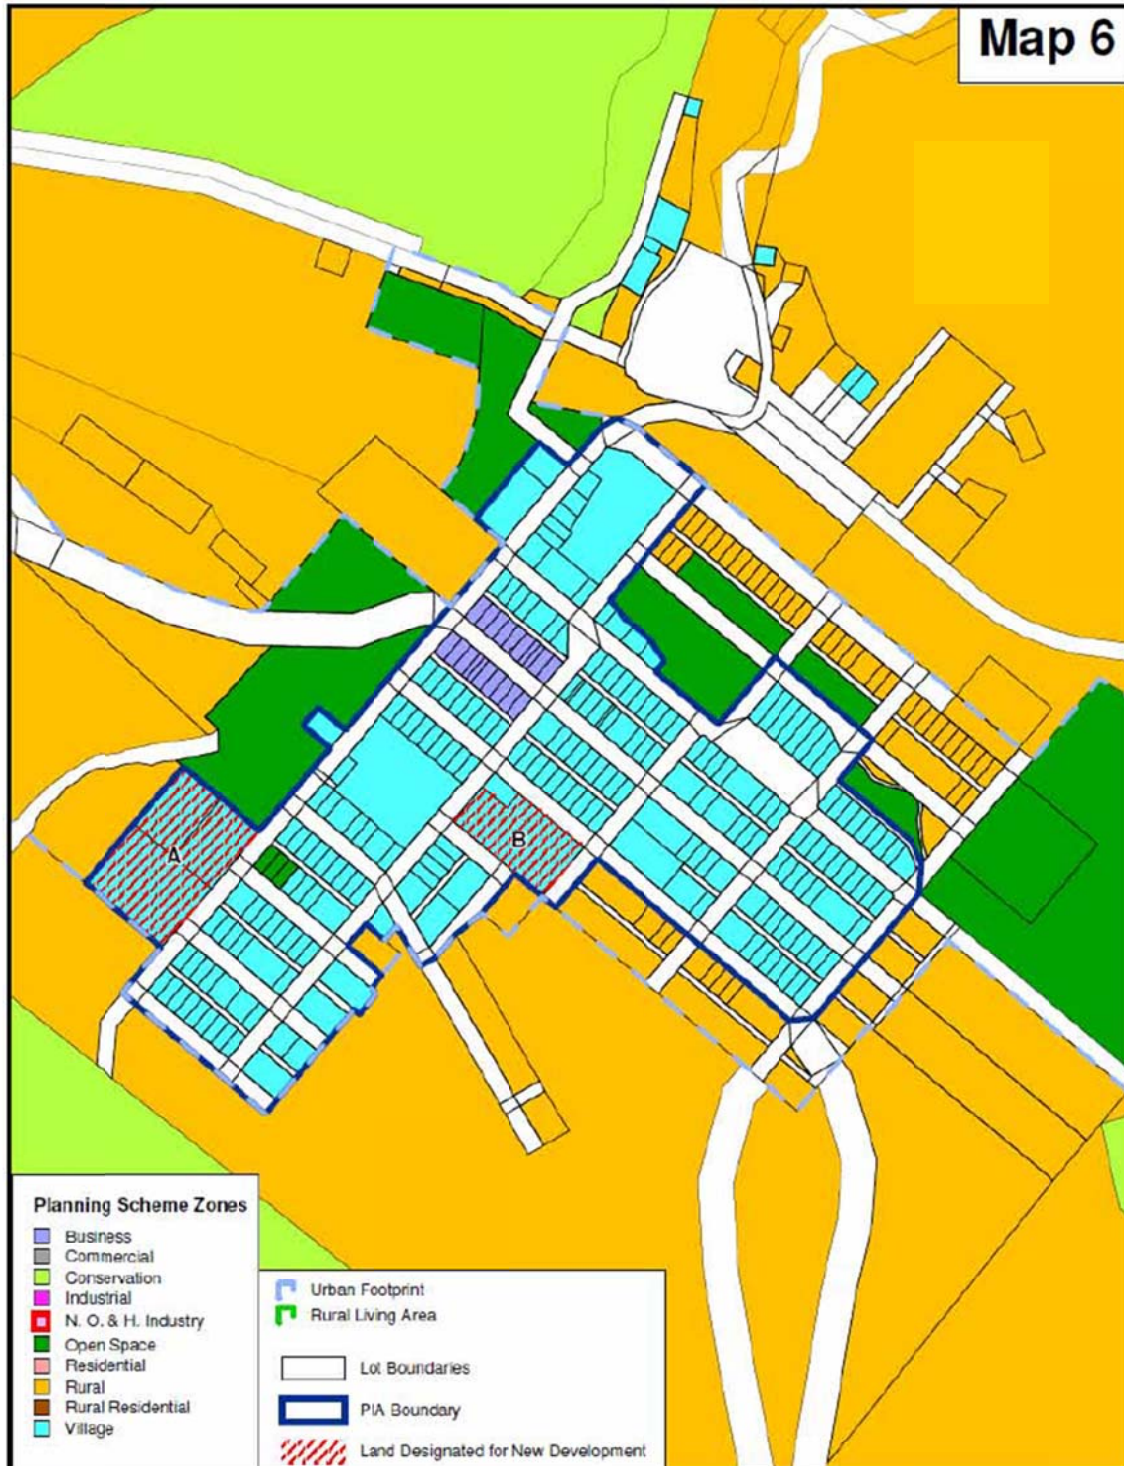 Map 6
A
B
Planning Scheme Zones
Business
Commercial
Conservation
Industrial
N. O. & H. Industry
Open Space
Residential
Rural
Rural Residential
Village
Urban Footprint
Rural Living Area
Lot Boundaries
PIA Boundary
Land Designated for New Development